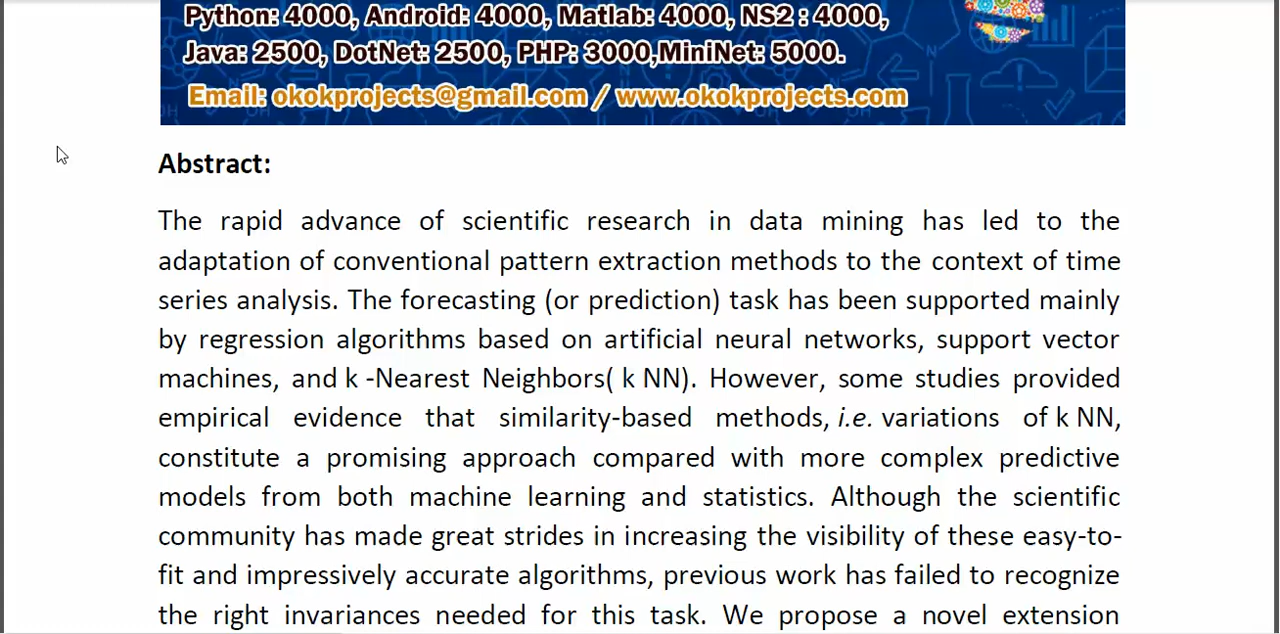 Python: 4000, Android: 4000, Matlab: 4000, NS2 : 4000,
Java: 2500, DotNet: 2500, PHP: 3000,MiniNet: 5000.
Email: okokprojects@gmail.com / www.okokprojects.com
Abstract:
The rapid advance of scientific research in data mining has led to the
adaptation of conventional pattern extraction methods to the context of time
series analysis. The forecasting (or prediction) task has been supported mainly
by regression algorithms based on artificial neural networks, support vector
machines, and k -Nearest Neighbors( k NN). However, some studies provided
empirical evidence that similarity-based methods, i.e. variations of k NN,
constitute a promising approach compared with more complex predictive
models from both machine learning and statistics. Although the scientific
community has made great strides in increasing the visibility of these easy-to-
fit and impressively accurate algorithms, previous work has failed to recognize
the right invariances needed for this task. We propose a novel extension